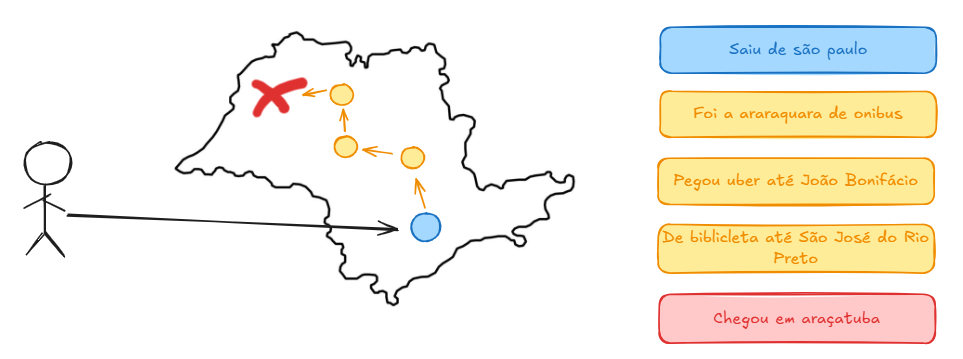 Saiu de são paulo
Foi a araraquara de onibus
Pegou uber até João Bonifácio
De biblicleta até São José do Rio
Preto
Chegou em araçatuba